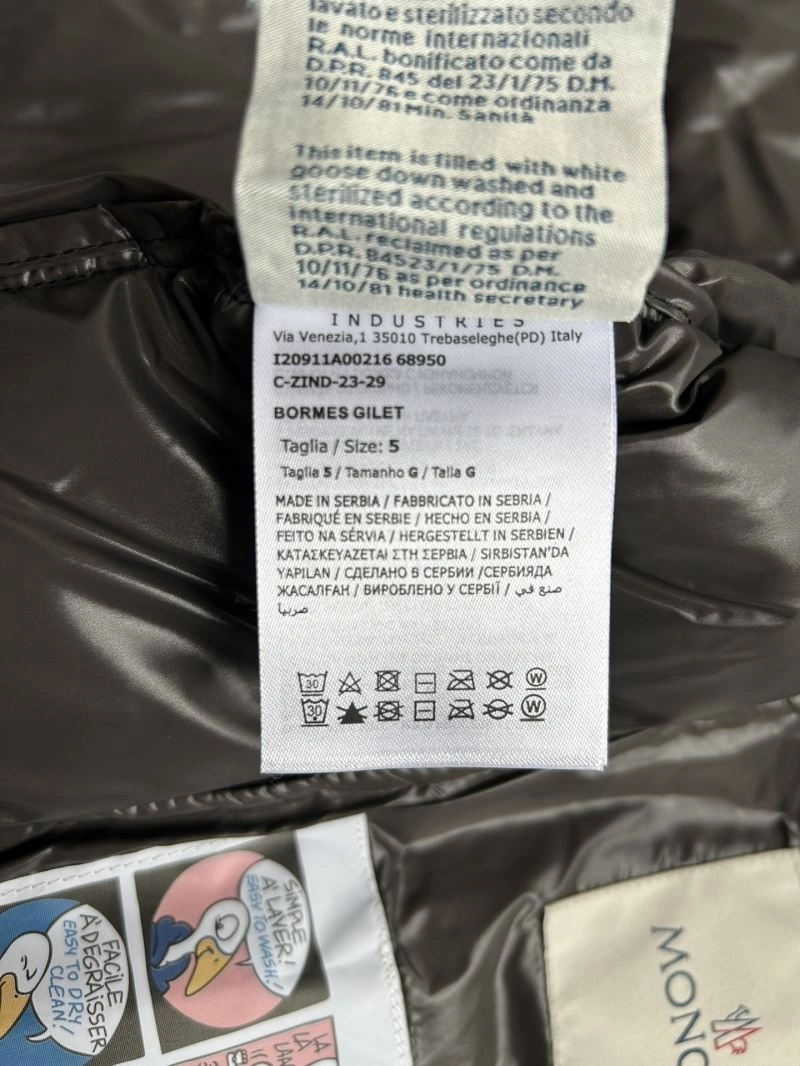 lavato e sterilizzato secondo
le norme internazionali
R.A.L. bonificato come da
D.P.R. 845 del 23/1/75 D.M.
10/11/76 e come ordinanza
14/10/81 Min. Sanità
This item is filled with white
goose down washed and
sterilized according to the
international regulations
R.A.L. reclaimed as per
D.P.R. 84523/1/75 D.M.
10/11/76 as per ordinance
14/10/81 health secretary
INDUSTRIES
Via Venezia,1 35010 Trebaseleghe(PD) Italy
I20911A00216 68950
C-ZIND-23-29
BORMES GILET
Taglia / Size: 5
Taglia 5 / Tamanho G / Talla G
MADE IN SERBIA / FABBRICATO IN SEBRIA /
FABRIQUÉ EN SERBIE / HECHO EN SERBIA /
FEITO NA SÉRVIA / HERGESTELLT IN SERBIEN /
ΚΑΤΑΣΚΕΥΑΖΕΤΑΙ ΣΤΗ ΣΕΡΒΙΑ / SIRBISTAN'DA
YAPILAN / СДЕЛАНО В СЕРБИИ /СЕРБИЯДА
ЖАСАЛҒАН / ВИРОБЛЕНО У СЕРБІЇ / صنع في
صربيا
30 W
30 W
FACILE
A' DEGRAISSER
EASY TO DRY
CLEAN!
SIMPLE
A' LAVER!
EASY TO WASH!
LA
LAA
MONC